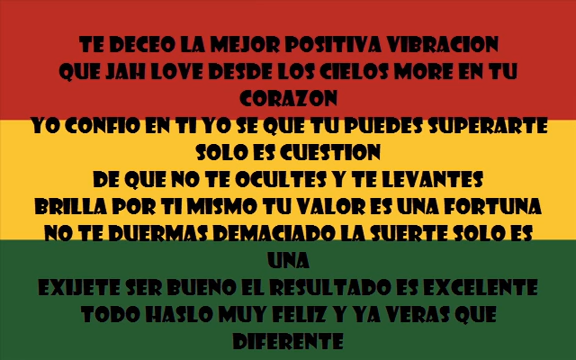 TE DECEO LA MEJOR POSITIVA VIBRACION
QUE JAH LOVE DESDE LOS CIELOS MORE EN TU
CORAZON
YO CONFIO EN TI YO SE QUE TU PUEDES SUPERARTE
SOLO ES CUESTION
DE QUE NO TE OCULTES Y TE LEVANTES
BRILLA POR TI MISMO TU VALOR ES UNA FORTUNA
NO TE DUERMAS DEMACIADO LA SUERTE SOLO ES
UNA
EXIJETE SER BUENO EL RESULTADO ES EXCELENTE
TODO HASLO MUY FELIZ Y YA VERAS QUE
DIFERENTE